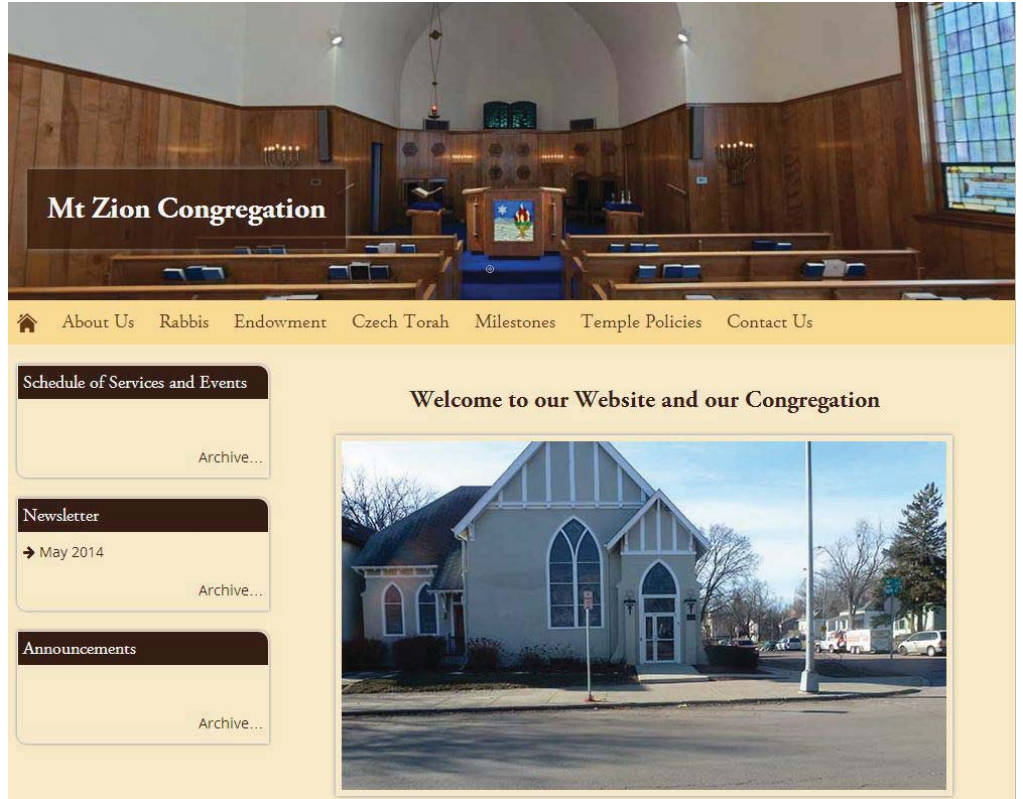 Mt Zion Congregation
About Us Rabbis Endowment Czech Torah Milestones Temple Policies Contact Us
Schedule of Services and Events
Archive...
Newsletter
May 2014
Archive...
Announcements
Archive...
Welcome to our Website and our Congregation